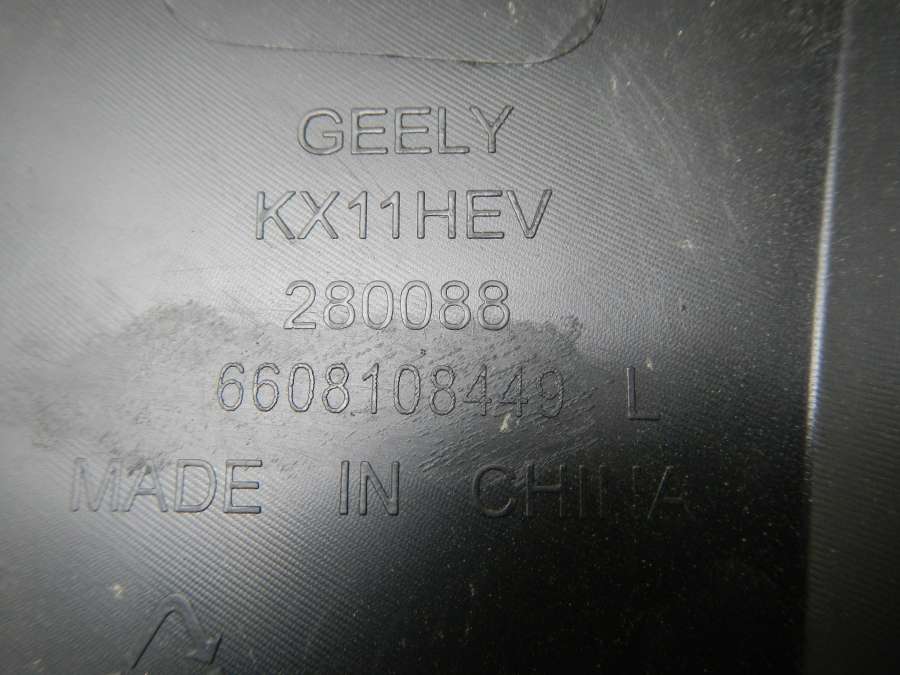 GEELY
KX11HEV
280088
6608108449 L
MADE IN CHINA